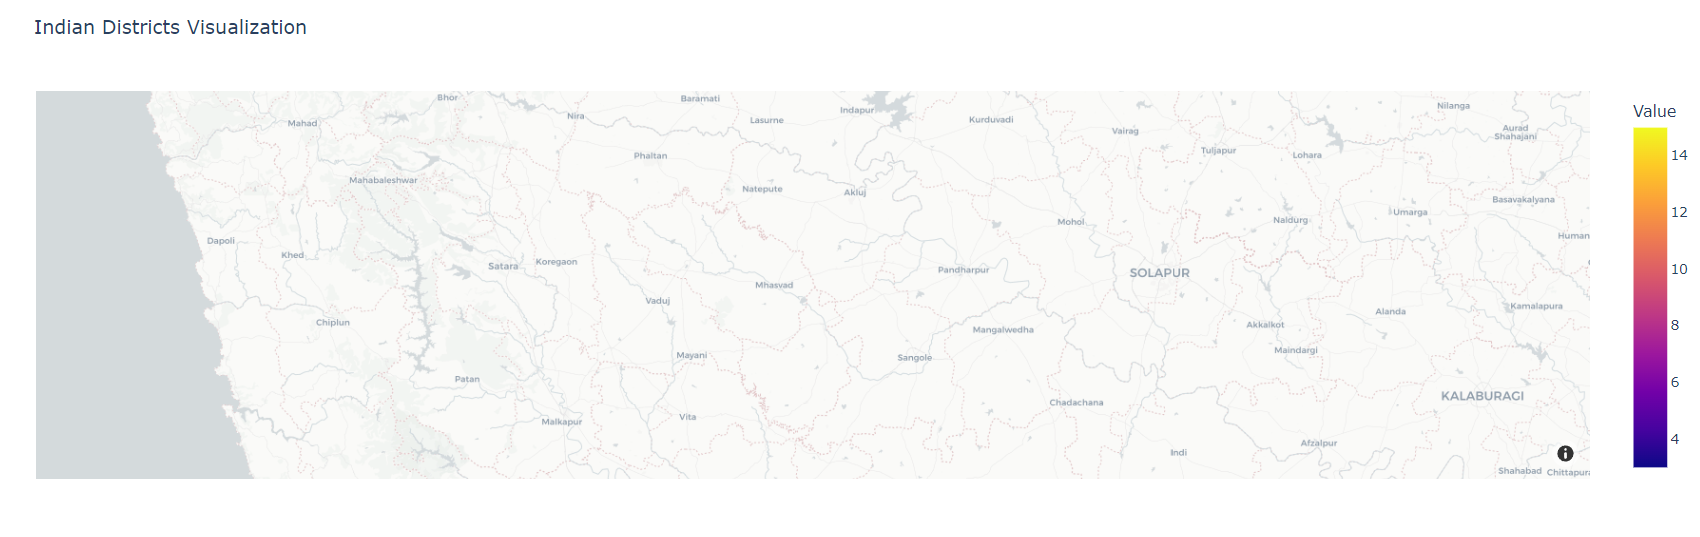 Indian Districts Visualization
Bhor
Baramati
Indapur
Nilanga
Mahad
Nira
Lasurne
Kurduvadi
Vairag
Aurad
Shahajani
Phaltan
Tuljapur
Lohara
Mahabaleshwar
Natepute
Akluj
Basavakalyana
Mohol
Naldurg
Umarga
Dapoli
Khed
Human
Satara
Koregaon
Pandharpur
SOLAPUR
Mhasvad
Vaduj
Kamalapura
Chiplun
Mangalwedha
Akkalkot
Alanda
Mayani
Sangole
Maindargi
Patan
KALABURAGI
Chadachana
Malkapur
Vita
Afzalpur
Indi
Shahabad
Chittapura
Value
14
12
10
8
6
4